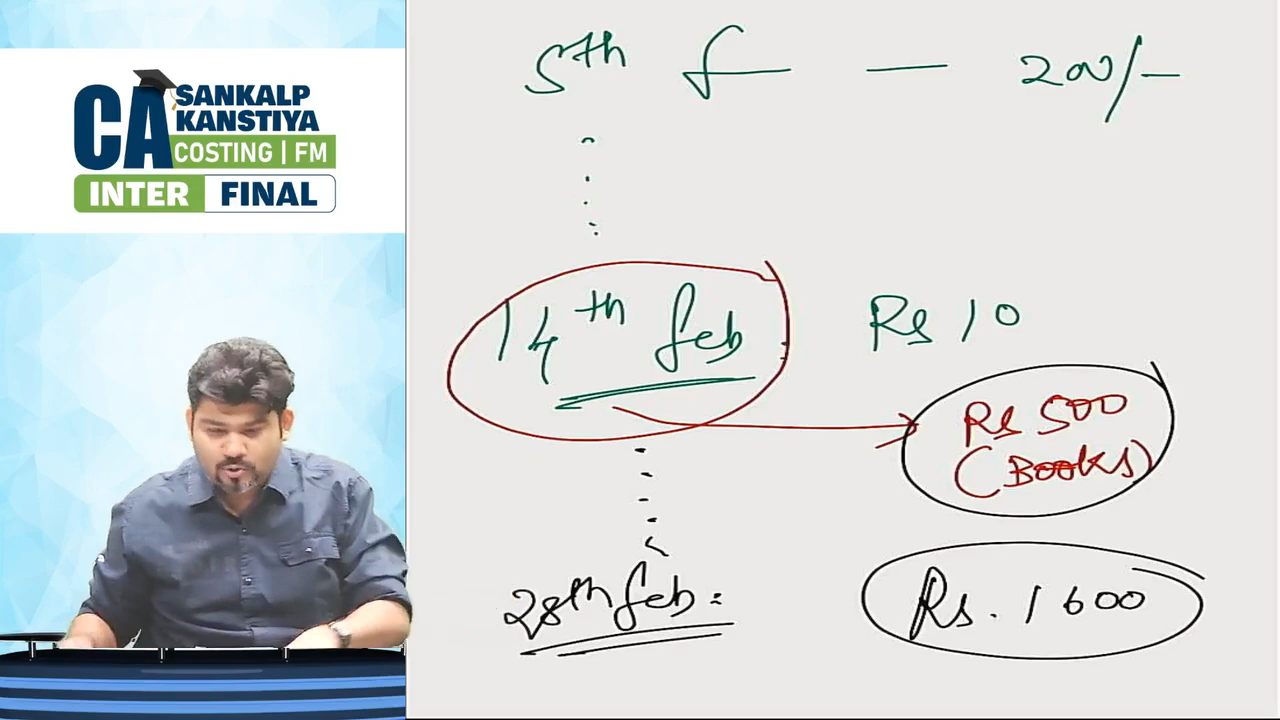 CA SANKALP
KANSTIYA
COSTING | FM
INTER FINAL
5th f — 200/-
14th feb Rs 10
Rs 500
(Books)
28th feb: Rs. 1600